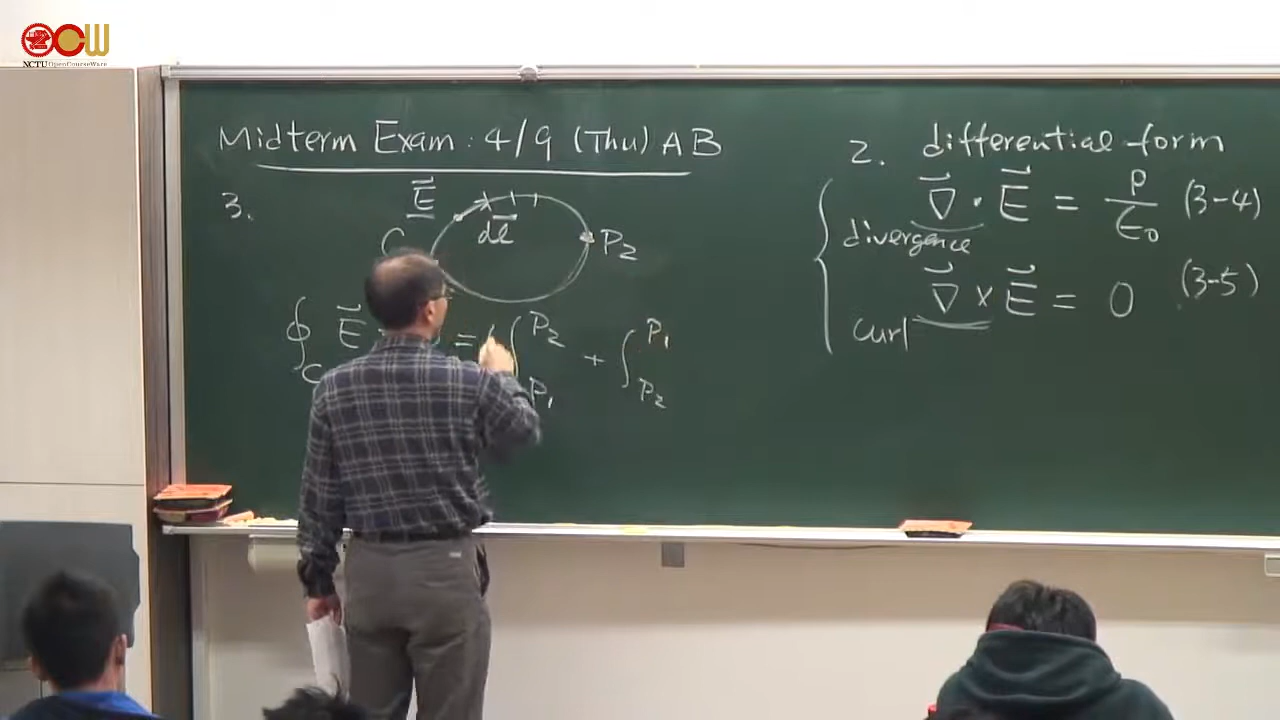 OCW
NCTU OpenCourseWare
Midterm Exam : 4/9 (Thu) AB
3.
E⃗
dl
C
P₂
∮_C E⃗ = ∫_{P₁}^{P₂} + ∫_{P₂}^{P₁}
2. differential form
∇⃗ · E⃗ = ρ/ε₀ (3-4)
divergence
∇⃗ × E⃗ = 0 (3-5)
curl